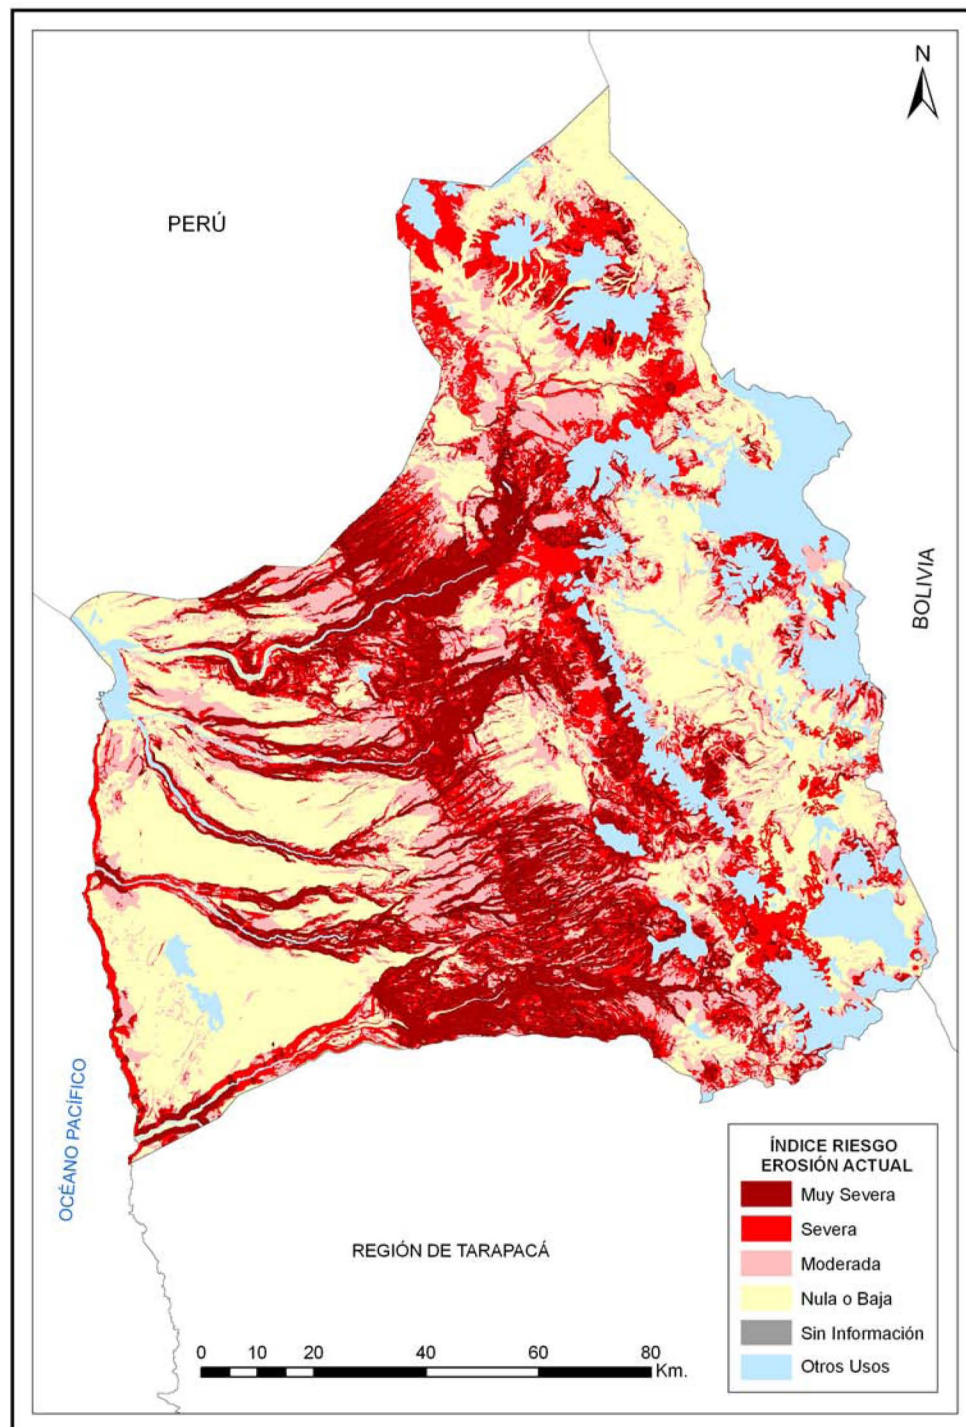 N
PERÚ
BOLIVIA
OCÉANO PACÍFICO
REGIÓN DE TARAPACÁ
ÍNDICE RIESGO
EROSIÓN ACTUAL
Muy Severa
Severa
Moderada
Nula o Baja
Sin Información
Otros Usos
0 10 20 40 60 80
Km.